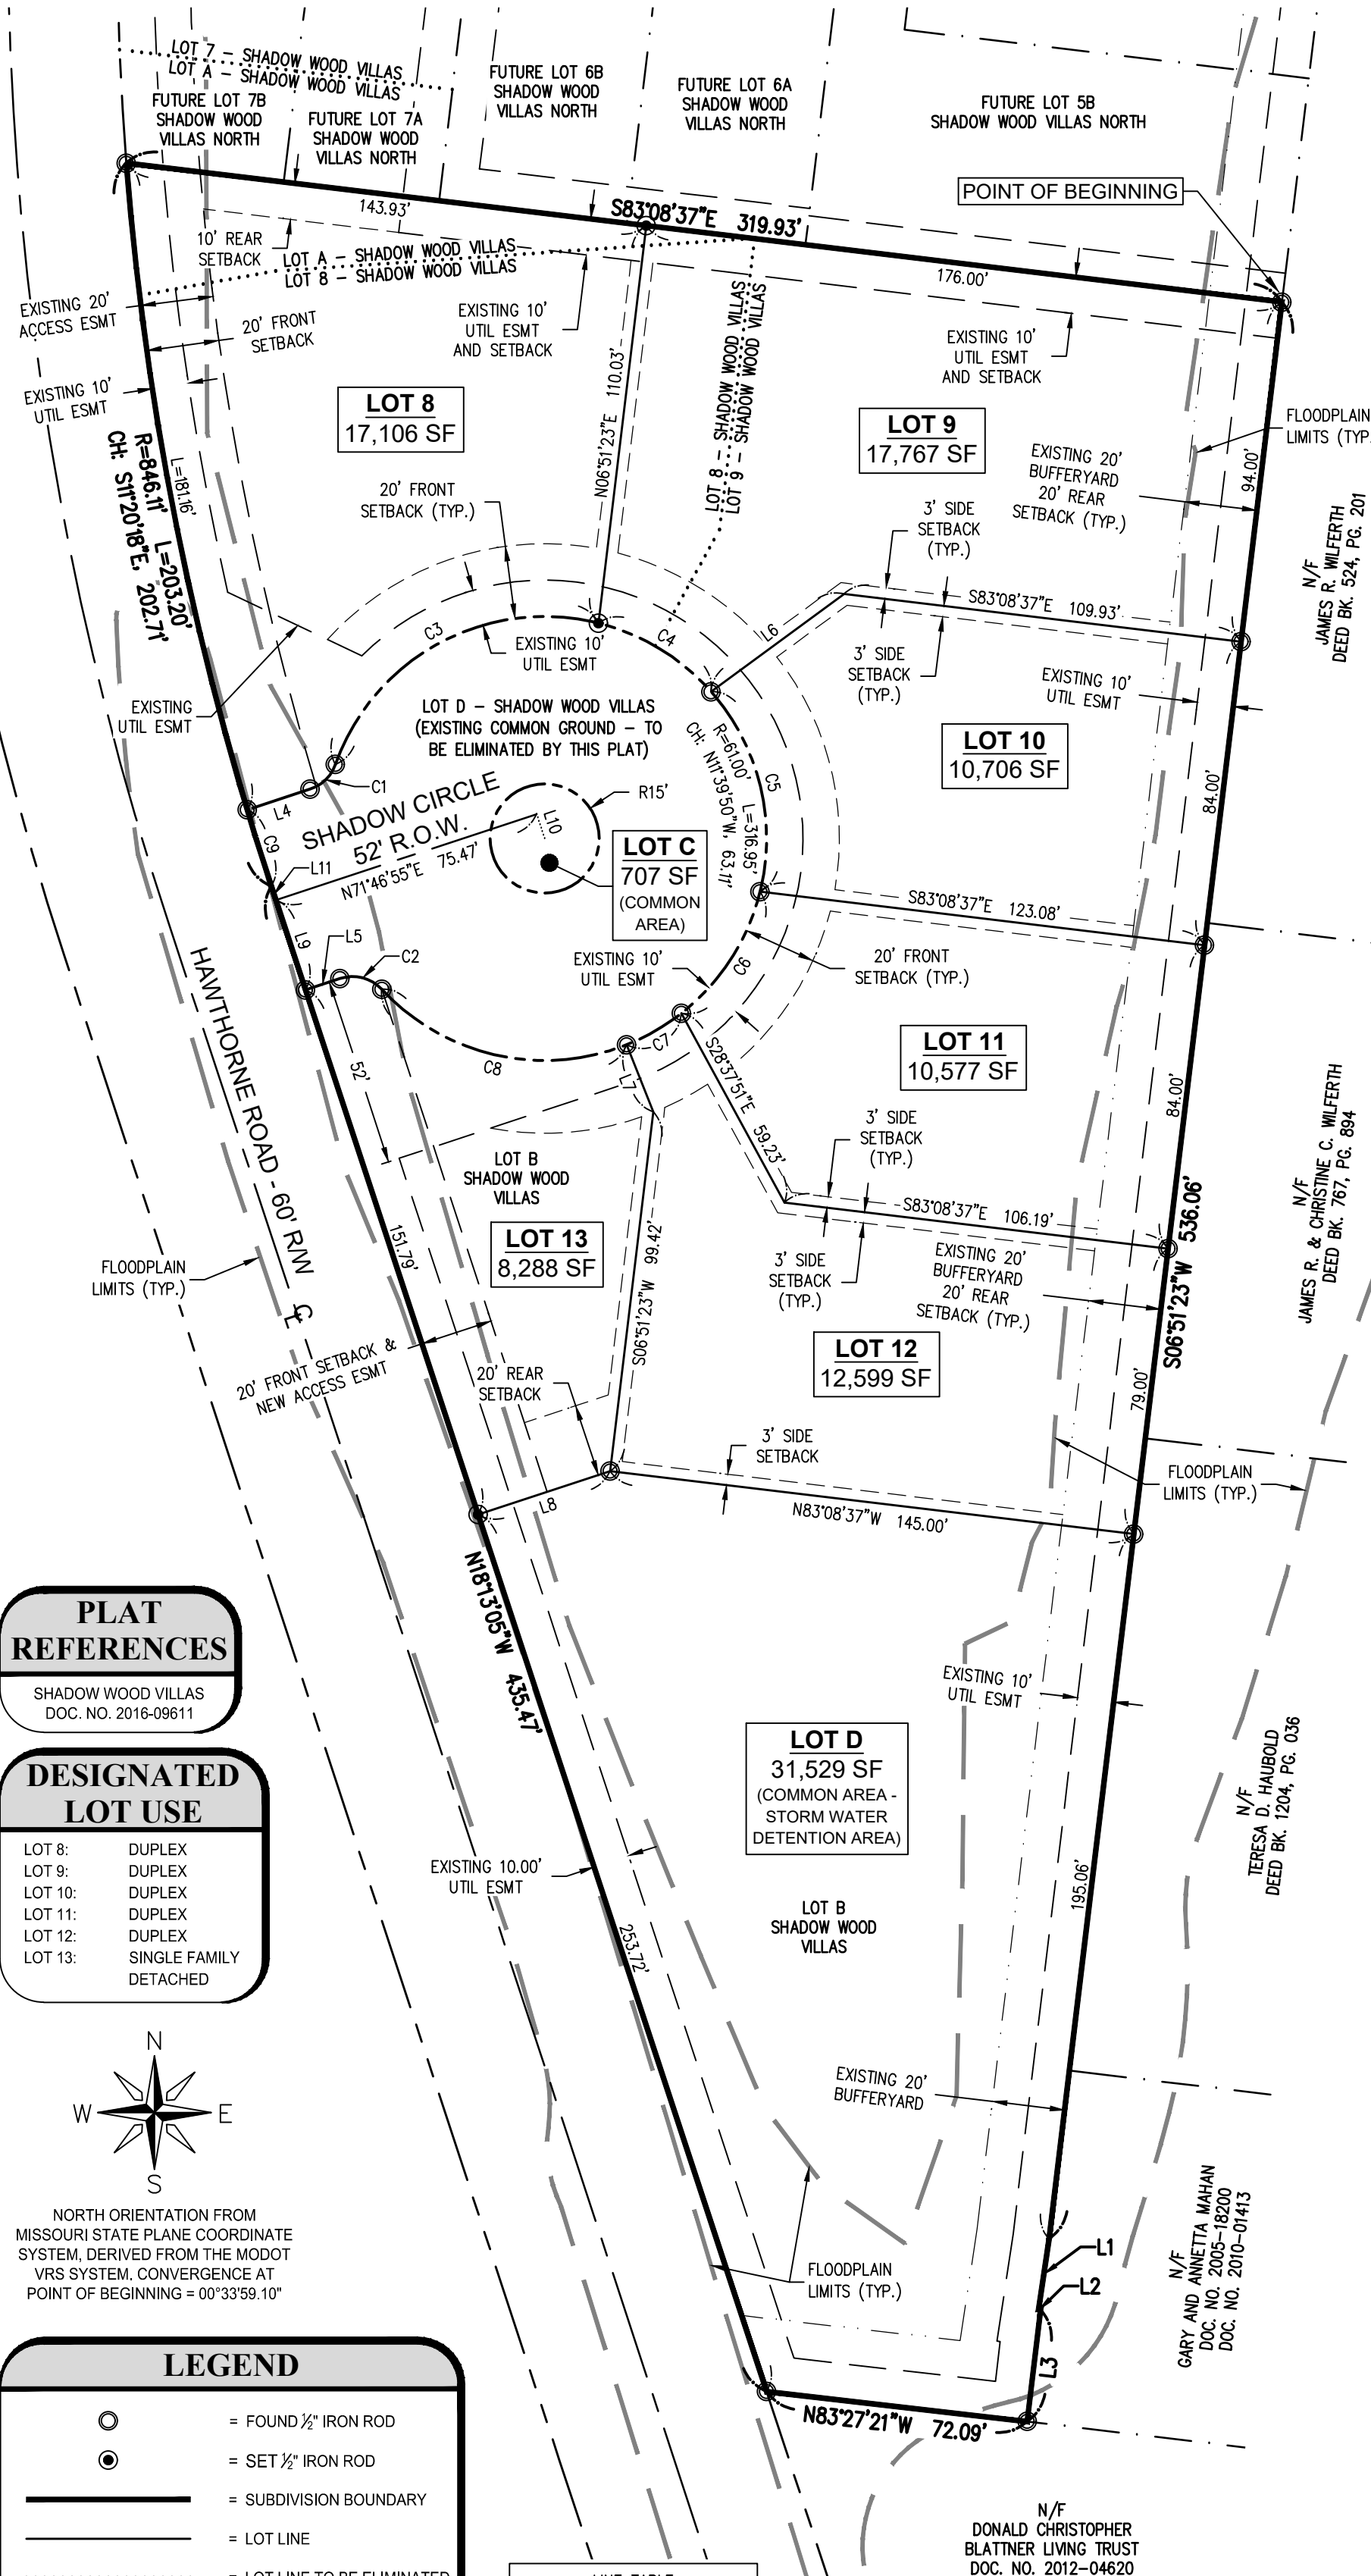 LOT 7 – SHADOW WOOD VILLAS
LOT A – SHADOW WOOD VILLAS
FUTURE LOT 7B
SHADOW WOOD
VILLAS NORTH
FUTURE LOT 7A
SHADOW WOOD
VILLAS NORTH
FUTURE LOT 6B
SHADOW WOOD
VILLAS NORTH
FUTURE LOT 6A
SHADOW WOOD
VILLAS NORTH
FUTURE LOT 5B
SHADOW WOOD VILLAS NORTH
POINT OF BEGINNING
143.93'
S83°08'37"E 319.93'
176.00'
10' REAR
SETBACK
LOT A – SHADOW WOOD VILLAS
LOT 8 – SHADOW WOOD VILLAS
EXISTING 20'
ACCESS ESMT
20' FRONT
SETBACK
EXISTING 10'
UTIL ESMT
AND SETBACK
EXISTING 10'
UTIL ESMT
AND SETBACK
EXISTING 10'
UTIL ESMT
LOT 8
17,106 SF
N06°51'23"E 110.03'
LOT 8 – SHADOW WOOD VILLAS
LOT 9 – SHADOW WOOD VILLAS
LOT 9
17,767 SF
FLOODPLAIN
LIMITS (TYP.
EXISTING 20'
BUFFERYARD
20' REAR
SETBACK (TYP.)
94.00'
R=846.11' L=203.20'
CH: S11°20'18"E, 202.71'
L=181.16'
20' FRONT
SETBACK (TYP.)
3' SIDE
SETBACK
(TYP.)
N/F
JAMES R. WILFERTH
DEED BK. 524, PG. 201
S83°08'37"E 109.93'
C3
C4
L6
EXISTING 10'
UTIL ESMT
3' SIDE
SETBACK
(TYP.)
EXISTING 10'
UTIL ESMT
EXISTING
UTIL ESMT
LOT D – SHADOW WOOD VILLAS
(EXISTING COMMON GROUND – TO
BE ELIMINATED BY THIS PLAT)
R=61.00' L=316.95'
CH: N11°39'50"W, 63.11'
C5
LOT 10
10,706 SF
84.00'
C1
L4
C9
SHADOW CIRCLE
52' R.O.W.
N71°46'55"E 75.47'
R15'
L10
L11
LOT C
707 SF
(COMMON
AREA)
S83°08'37"E 123.08'
L9
L5
C2
EXISTING 10'
UTIL ESMT
C6
20' FRONT
SETBACK (TYP.)
HAWTHORNE ROAD - 60' R/W
℄
52'
C8
C7
L7
S28°37'51"E 59.23'
LOT 11
10,577 SF
84.00'
3' SIDE
SETBACK
(TYP.)
N/F
JAMES R. & CHRISTINE C. WILFERTH
DEED BK. 767, PG. 894
LOT B
SHADOW WOOD
VILLAS
LOT 13
8,288 SF
151.79'
S06°51'23"W 99.42'
S83°08'37"E 106.19'
3' SIDE
SETBACK
(TYP.)
EXISTING 20'
BUFFERYARD
20' REAR
SETBACK (TYP.)
S06°51'23"W 536.06'
FLOODPLAIN
LIMITS (TYP.)
20' FRONT SETBACK &
NEW ACCESS ESMT
20' REAR
SETBACK
LOT 12
12,599 SF
79.00'
3' SIDE
SETBACK
FLOODPLAIN
LIMITS (TYP.)
L8
N83°08'37"W 145.00'
N18°13'05"W 435.47'
PLAT
REFERENCES
SHADOW WOOD VILLAS
DOC. NO. 2016-09611
EXISTING 10'
UTIL ESMT
DESIGNATED
LOT USE
LOT 8: DUPLEX
LOT 9: DUPLEX
LOT 10: DUPLEX
LOT 11: DUPLEX
LOT 12: DUPLEX
LOT 13: SINGLE FAMILY
DETACHED
LOT D
31,529 SF
(COMMON AREA -
STORM WATER
DETENTION AREA)
N/F
TERESA D. HAUBOLD
DEED BK. 1204, PG. 036
EXISTING 10.00'
UTIL ESMT
LOT B
SHADOW WOOD
VILLAS
195.06'
253.72'
N
W
E
S
EXISTING 20'
BUFFERYARD
NORTH ORIENTATION FROM
MISSOURI STATE PLANE COORDINATE
SYSTEM, DERIVED FROM THE MODOT
VRS SYSTEM. CONVERGENCE AT
POINT OF BEGINNING = 00°33'59.10"
N/F
GARY AND ANNETTA MAHAN
DOC. NO. 2005-18200
DOC. NO. 2010-01413
L1
L2
FLOODPLAIN
LIMITS (TYP.)
L3
N83°27'21"W 72.09'
LEGEND
= FOUND ½" IRON ROD
= SET ½" IRON ROD
= SUBDIVISION BOUNDARY
= LOT LINE
= LOT LINE TO BE ELIMINATED
N/F
DONALD CHRISTOPHER
BLATTNER LIVING TRUST
DOC. NO. 2012-04620
LINE TABLE